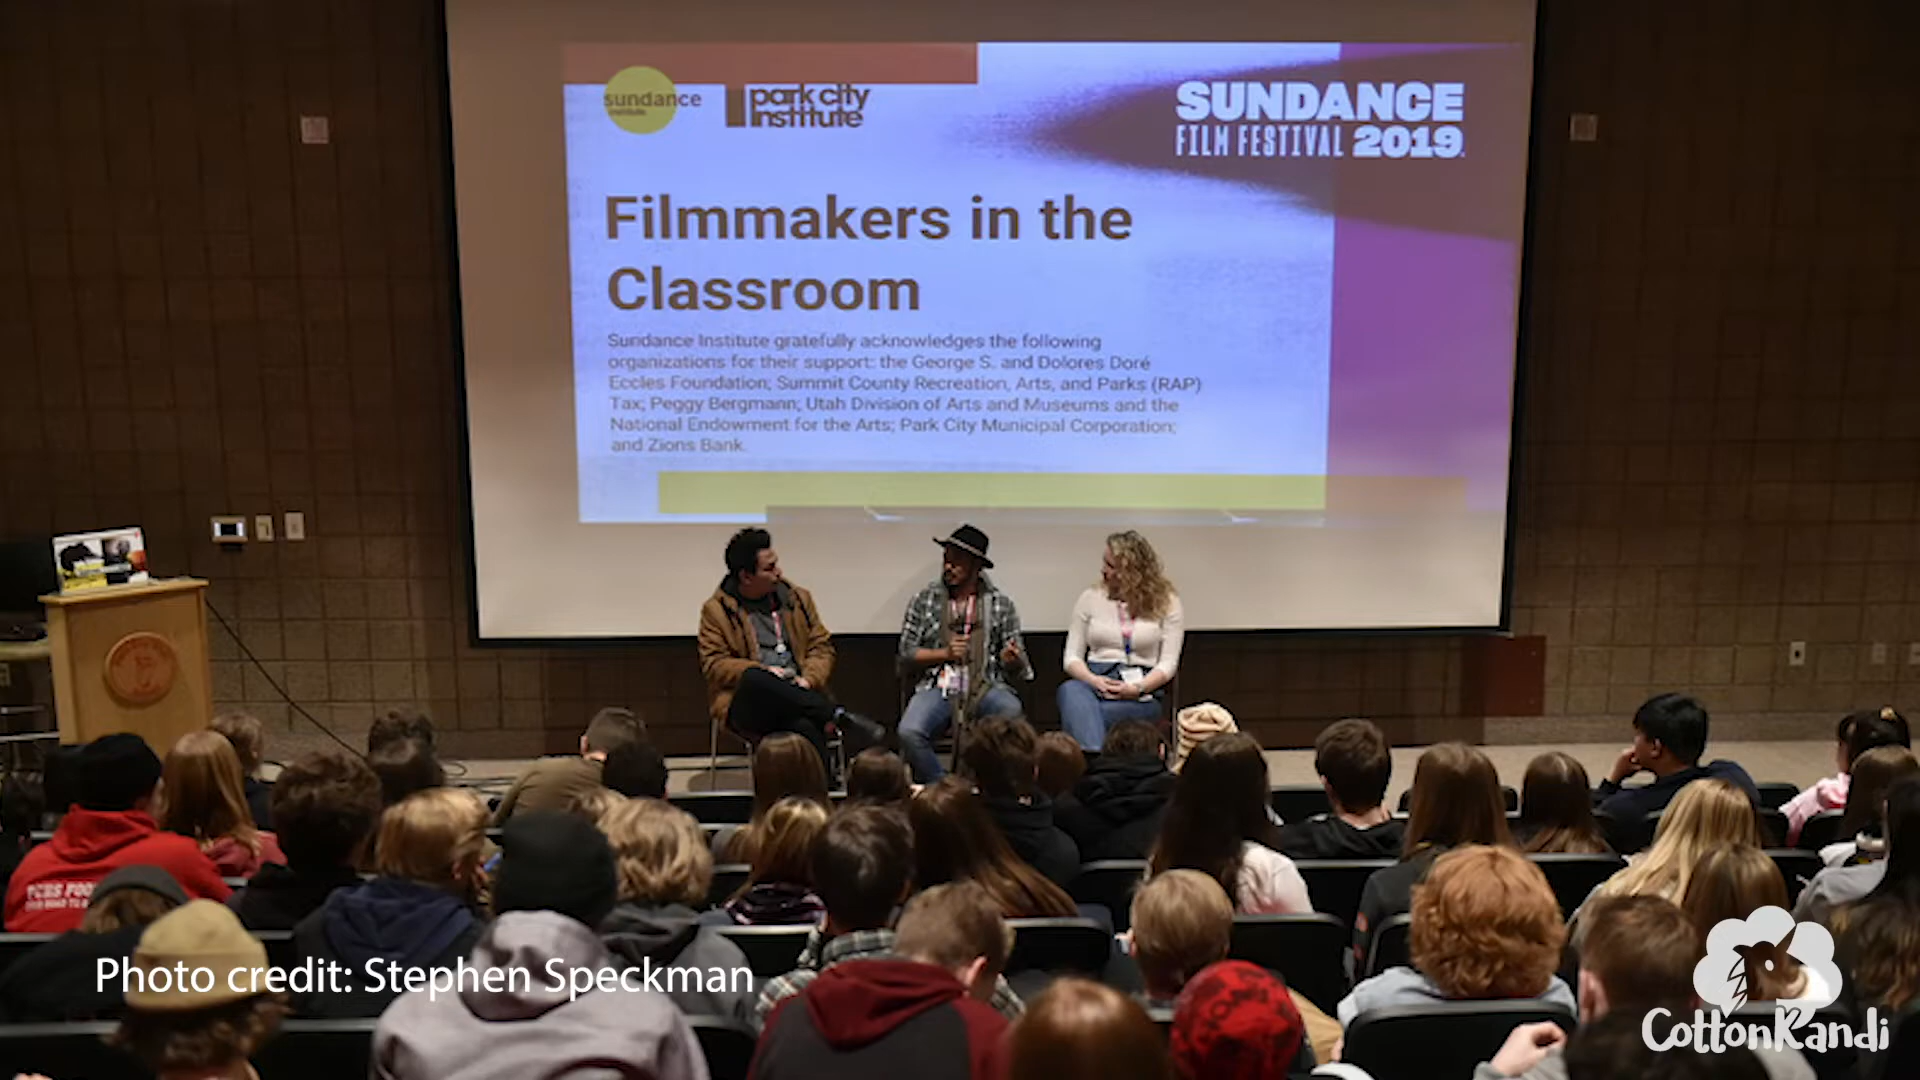 sundance
institute
park city
institute
SUNDANCE
FILM FESTIVAL 2019
Filmmakers in the
Classroom
Sundance Institute gratefully acknowledges the following
organizations for their support: the George S. and Dolores Doré
Eccles Foundation; Summit County Recreation, Arts, and Parks (RAP)
Tax; Peggy Bergmann; Utah Division of Arts and Museums and the
National Endowment for the Arts; Park City Municipal Corporation;
and Zions Bank.
Photo credit: Stephen Speckman
CottonKandi